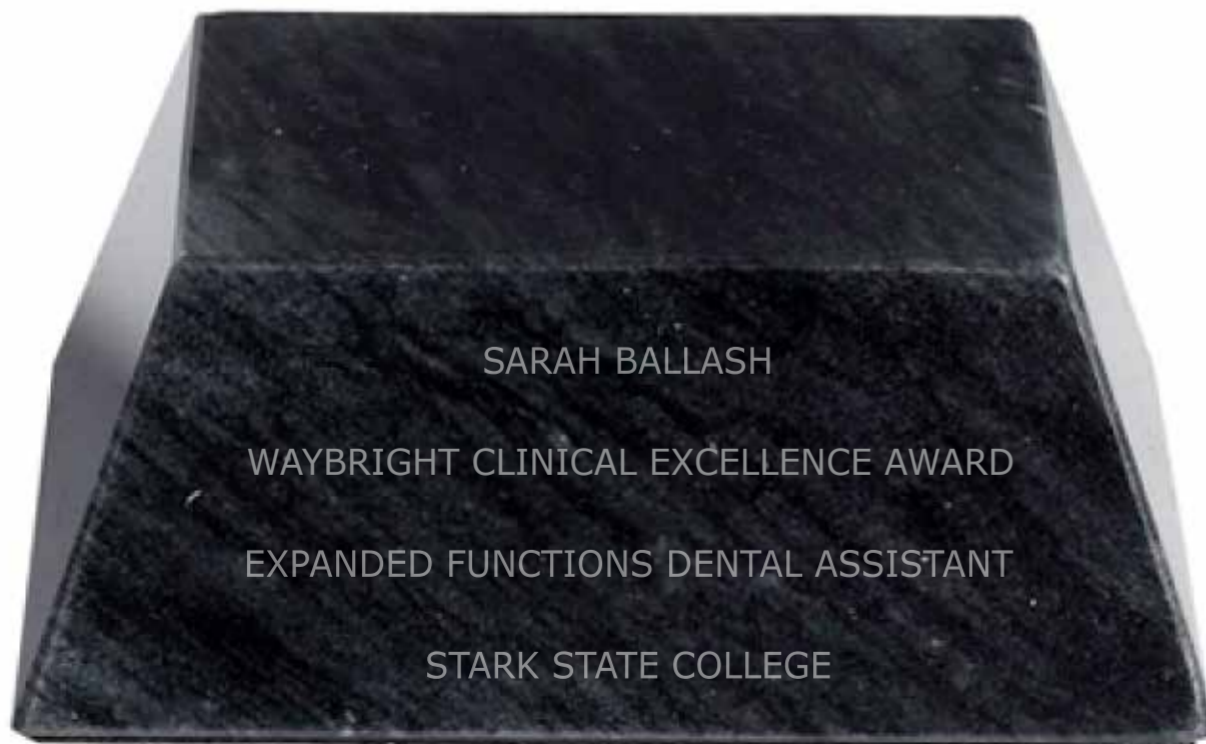 SARAH BALLASH
WAYBRIGHT CLINICAL EXCELLENCE AWARD
EXPANDED FUNCTIONS DENTAL ASSISTANT
STARK STATE COLLEGE